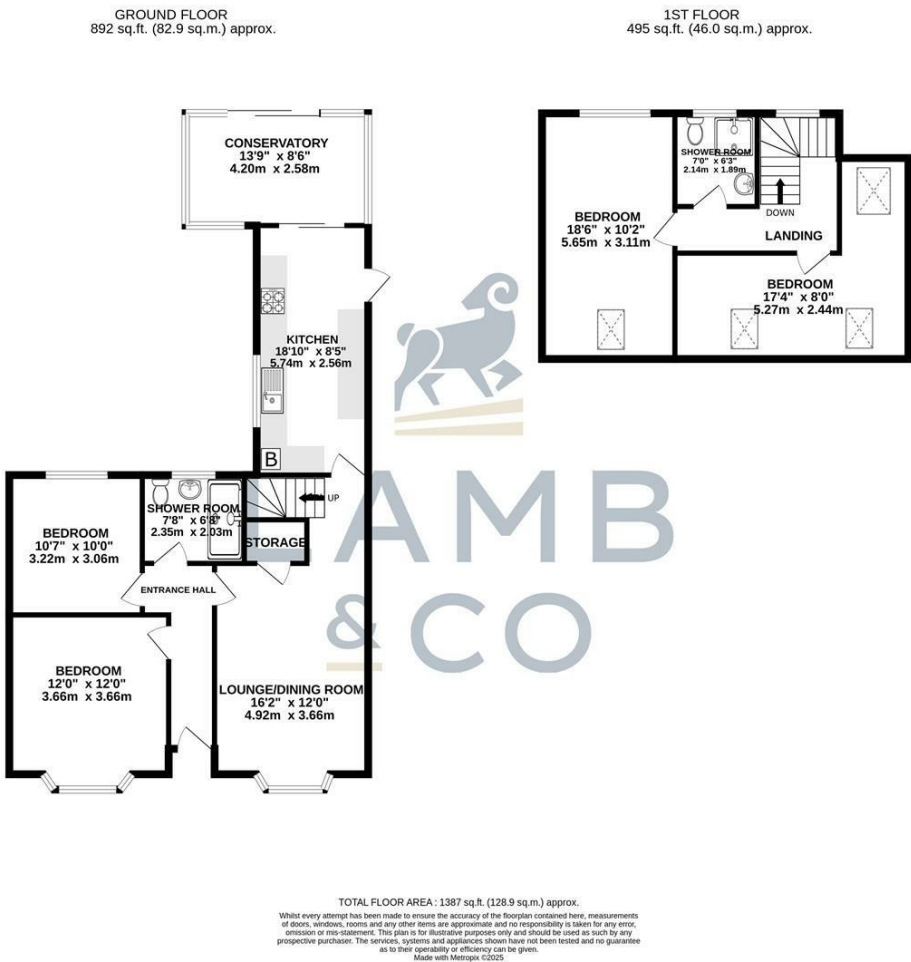 GROUND FLOOR
892 sq.ft. (82.9 sq.m.) approx.
1ST FLOOR
495 sq.ft. (46.0 sq.m.) approx.
CONSERVATORY
13'9" x 8'6"
4.20m x 2.58m
KITCHEN
18'10" x 8'5"
5.74m x 2.56m
B
UP
SHOWER ROOM
7'8" x 6'8"
2.35m x 2.03m
STORAGE
BEDROOM
10'7" x 10'0"
3.22m x 3.06m
ENTRANCE HALL
BEDROOM
12'0" x 12'0"
3.66m x 3.66m
LOUNGE/DINING ROOM
16'2" x 12'0"
4.92m x 3.66m
SHOWER ROOM
7'0" x 6'3"
2.14m x 1.89m
DOWN
BEDROOM
18'6" x 10'2"
5.65m x 3.11m
LANDING
BEDROOM
17'4" x 8'0"
5.27m x 2.44m
LAMB
& CO
TOTAL FLOOR AREA : 1387 sq.ft. (128.9 sq.m.) approx.
Whilst every attempt has been made to ensure the accuracy of the floorplan contained here, measurements
of doors, windows, rooms and any other items are approximate and no responsibility is taken for any error,
omission or mis-statement. This plan is for illustrative purposes only and should be used as such by any
prospective purchaser. The services, systems and appliances shown have not been tested and no guarantee
as to their operability or efficiency can be given.
Made with Metropix ©2025